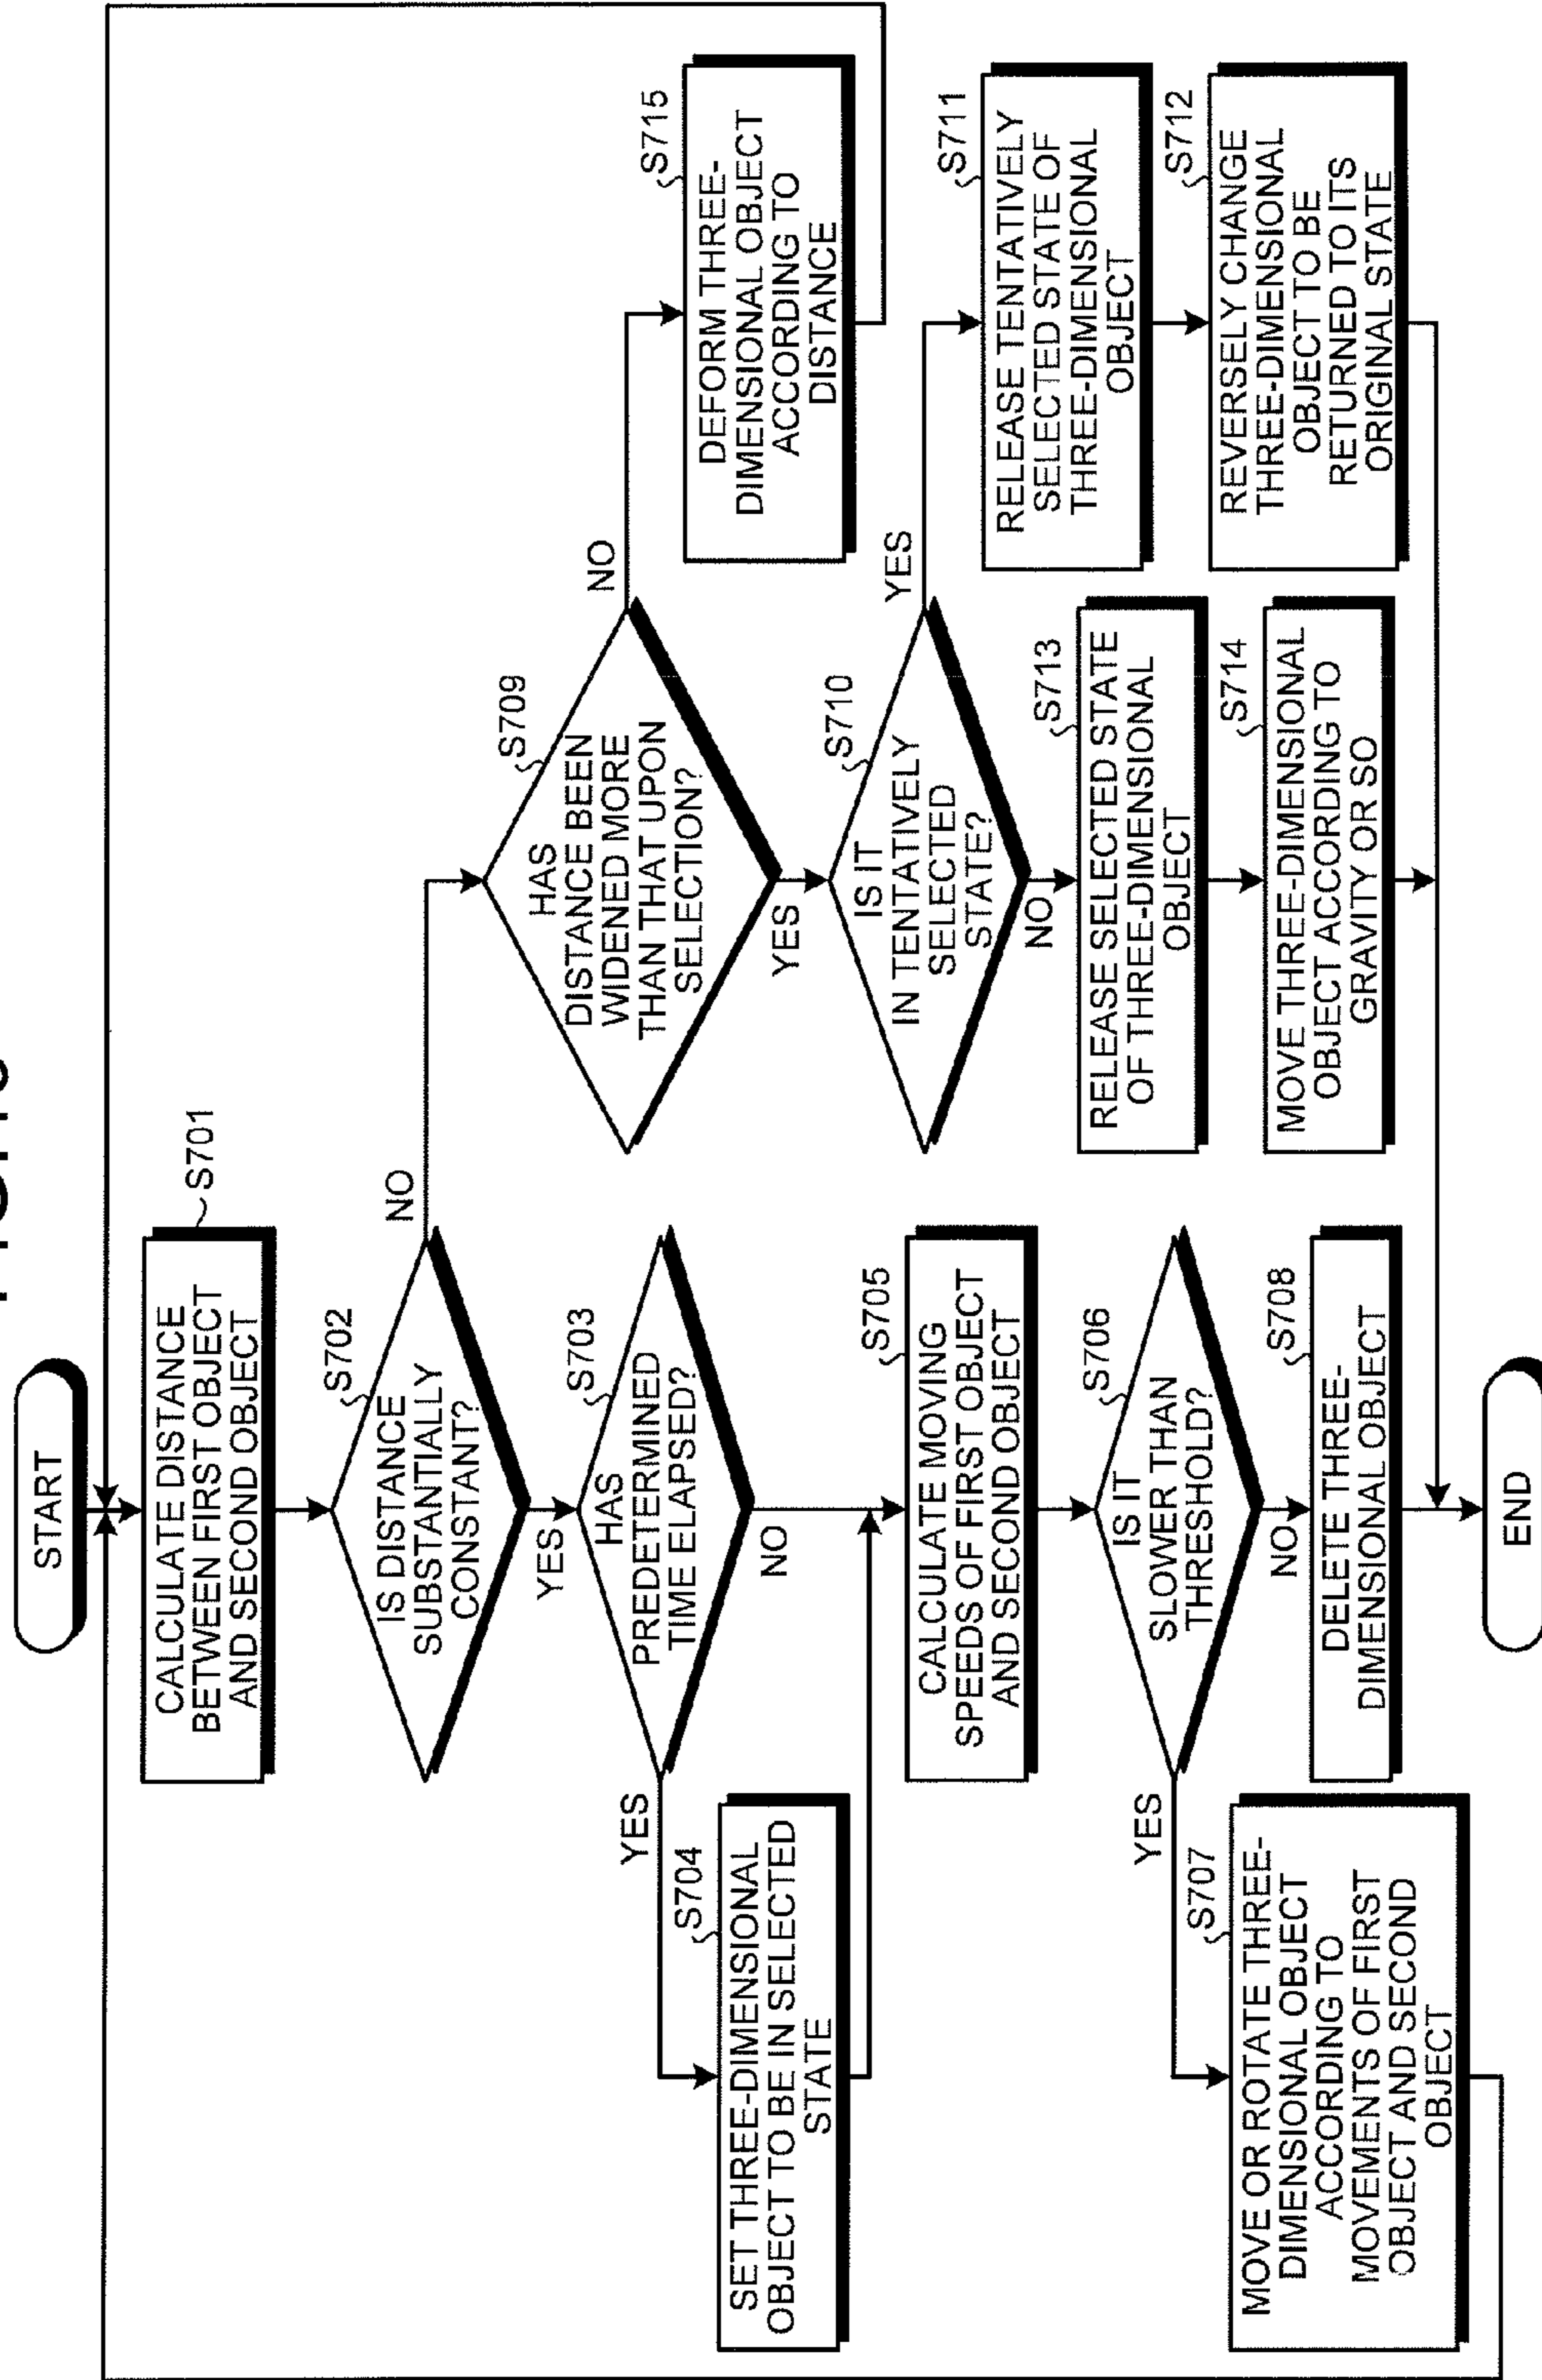 START
CALCULATE DISTANCE
BETWEEN FIRST OBJECT
AND SECOND OBJECT
S701
IS DISTANCE
SUBSTANTIALLY
CONSTANT?
S702
NO
YES
HAS
PREDETERMINED
TIME ELAPSED?
S703
YES
NO
SET THREE-DIMENSIONAL
OBJECT TO BE IN SELECTED
STATE
S704
CALCULATE MOVING
SPEEDS OF FIRST OBJECT
AND SECOND OBJECT
S705
IS IT
SLOWER THAN
THRESHOLD?
S706
YES
NO
MOVE OR ROTATE THREE-
DIMENSIONAL OBJECT
ACCORDING TO
MOVEMENTS OF FIRST
OBJECT AND SECOND
OBJECT
S707
DELETE THREE-
DIMENSIONAL OBJECT
S708
HAS
DISTANCE BEEN
WIDENED MORE
THAN THAT UPON
SELECTION?
S709
NO
YES
DEFORM THREE-
DIMENSIONAL OBJECT
ACCORDING TO
DISTANCE
S715
IS IT
IN TENTATIVELY
SELECTED
STATE?
S710
YES
NO
RELEASE TENTATIVELY
SELECTED STATE OF
THREE-DIMENSIONAL
OBJECT
S711
REVERSELY CHANGE
THREE-DIMENSIONAL
OBJECT TO BE
RETURNED TO ITS
ORIGINAL STATE
S712
RELEASE SELECTED STATE
OF THREE-DIMENSIONAL
OBJECT
S713
MOVE THREE-DIMENSIONAL
OBJECT ACCORDING TO
GRAVITY OR SO
S714
END